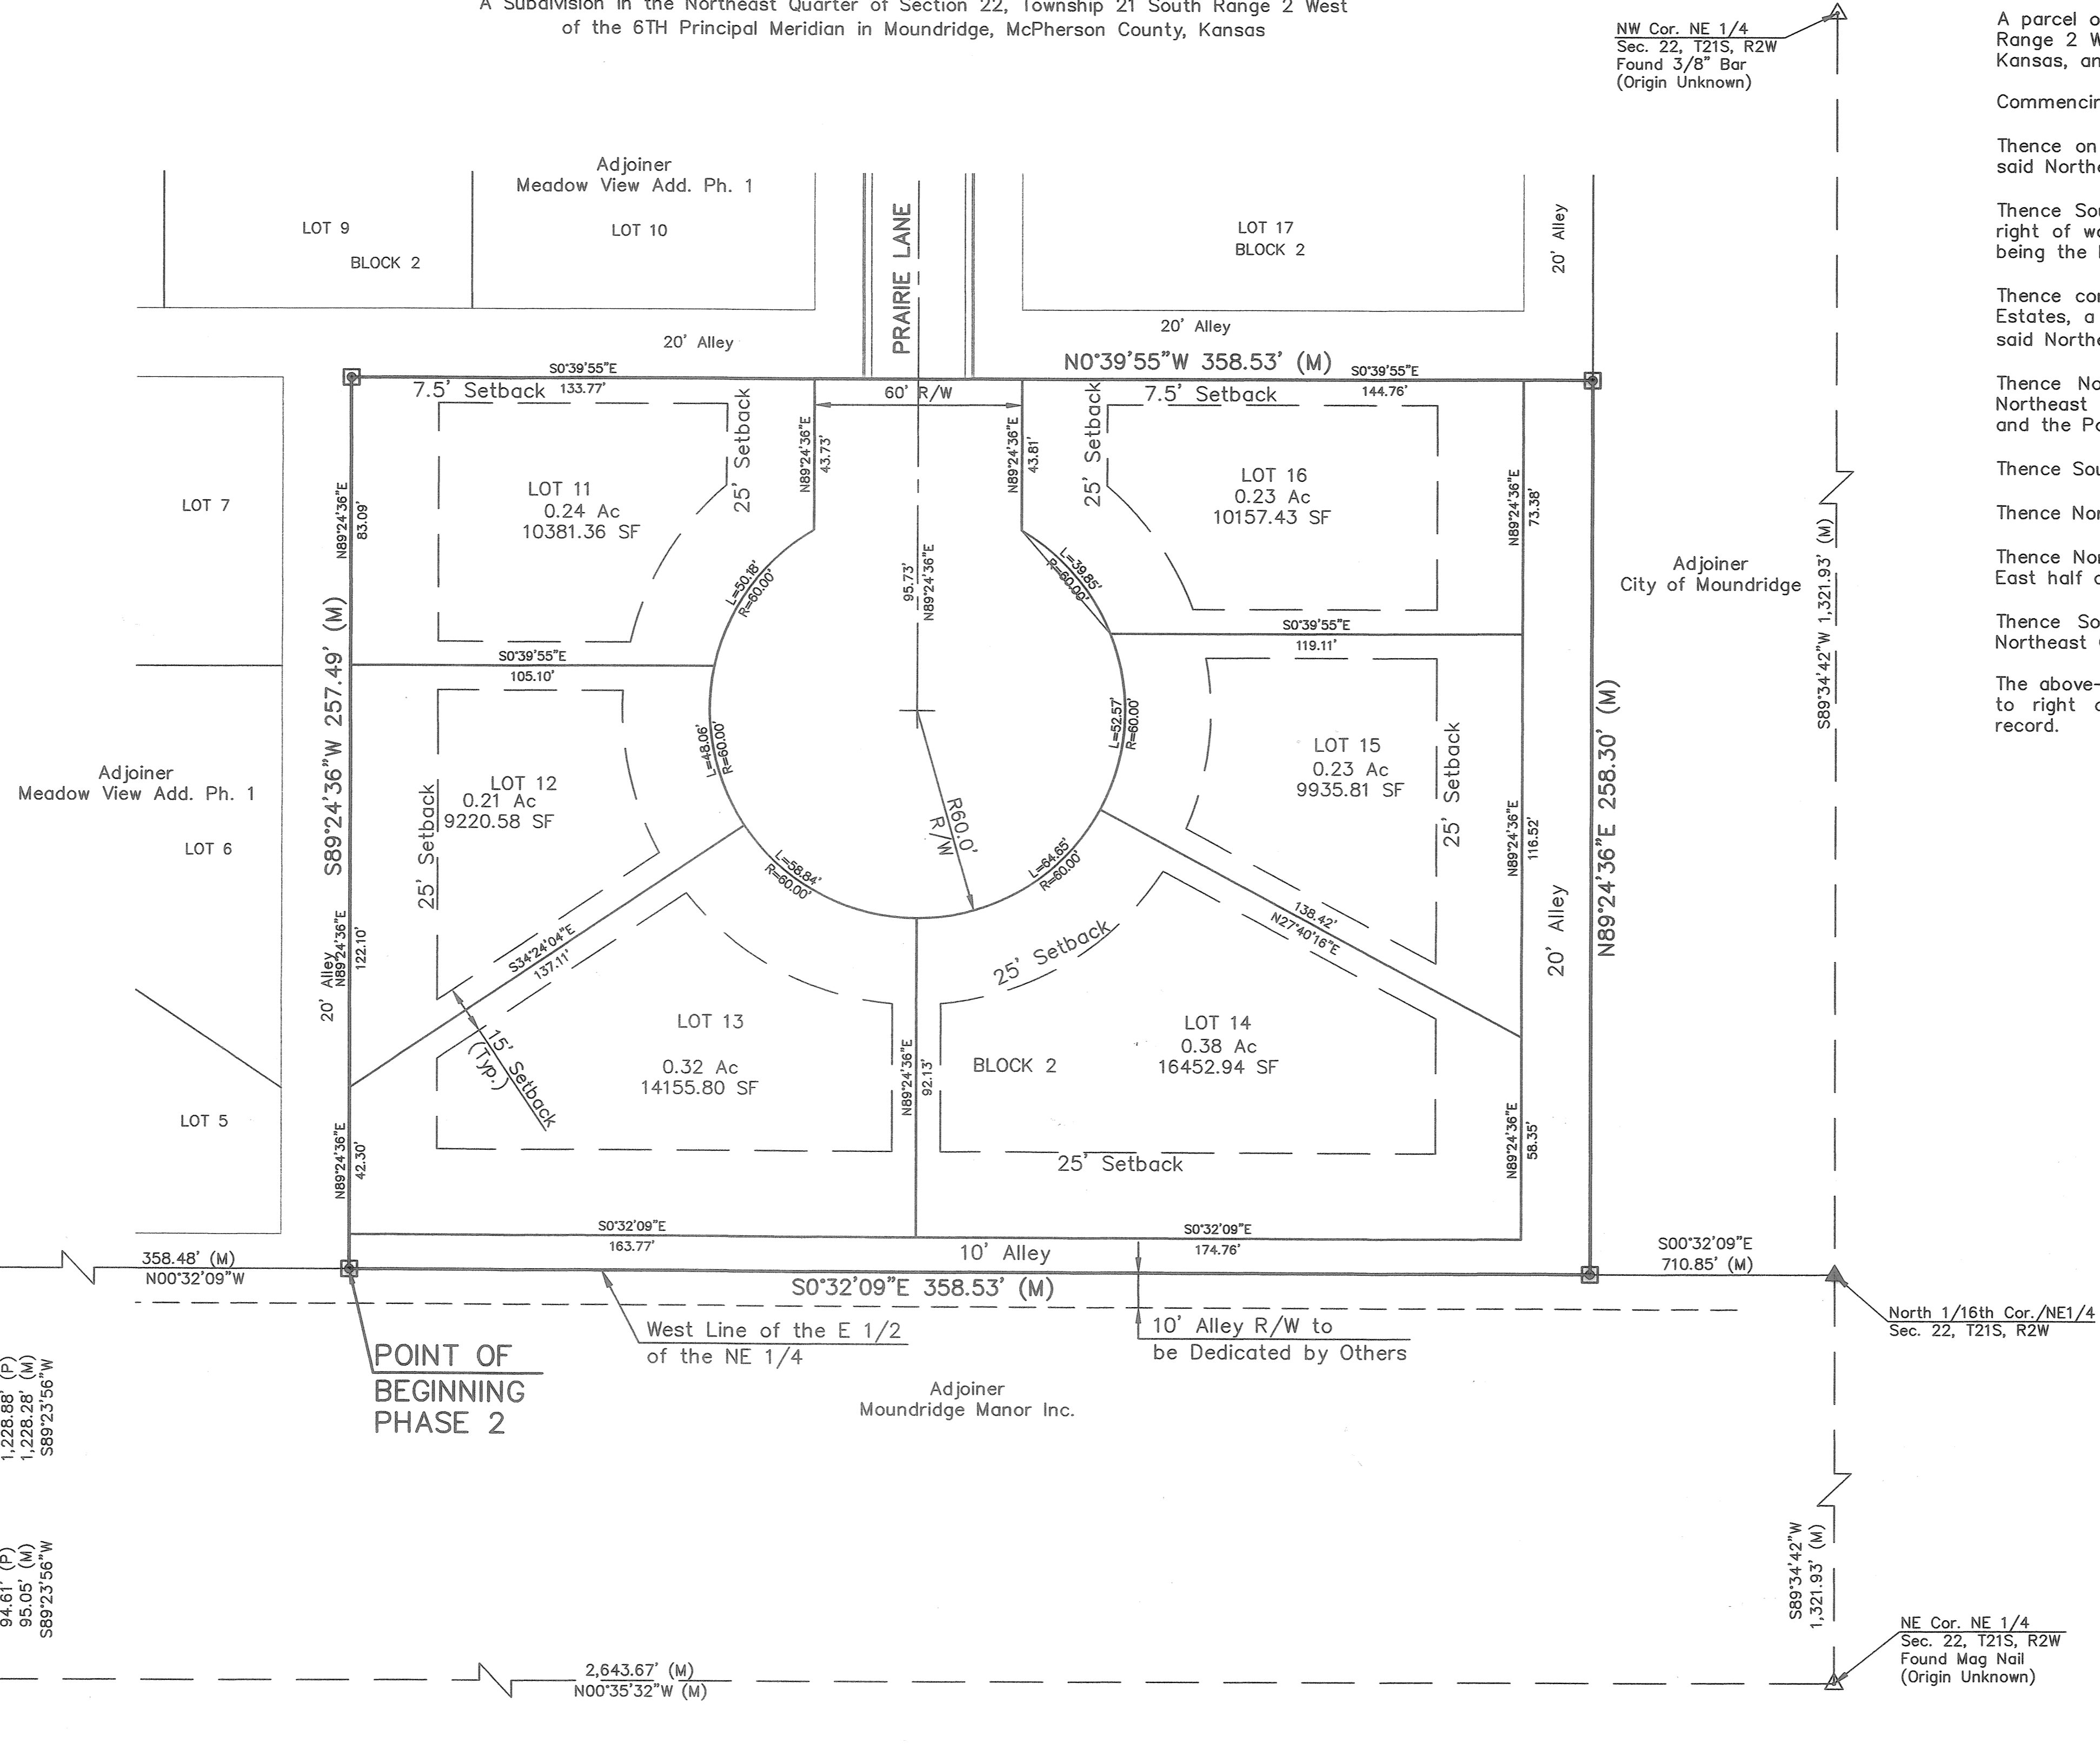 A Subdivision in the Northeast Quarter of Section 22, Township 21 South Range 2 West
of the 6TH Principal Meridian in Moundridge, McPherson County, Kansas
NW Cor. NE 1/4
Sec. 22, T21S, R2W
Found 3/8" Bar
(Origin Unknown)
Adjoiner
Meadow View Add. Ph. 1
LOT 9
BLOCK 2
LOT 10
PRAIRIE LANE
LOT 17
BLOCK 2
20' Alley
20' Alley
20' Alley
N0°39'55"W 358.53' (M)
S0°39'55"E
133.77'
7.5' Setback
60' R/W
S0°39'55"E
144.76'
7.5' Setback
25' Setback
25' Setback
N89°24'36"E
43.73'
N89°24'36"E
43.81'
LOT 7
N89°24'36"E
83.09'
LOT 11
0.24 Ac
10381.36 SF
LOT 16
0.23 Ac
10157.43 SF
N89°24'36"E
73.38'
L=50.18'
R=60.00'
95.73'
N89°24'36"E
L=39.85'
R=60.00'
Adjoiner
City of Moundridge
S89°34'42"W 1,321.93' (M)
S89°24'36"W 257.49' (M)
S0°39'55"E
105.10'
S0°39'55"E
119.11'
N89°24'36"E 258.30' (M)
Adjoiner
Meadow View Add. Ph. 1
LOT 6
LOT 12
0.21 Ac
9220.58 SF
25' Setback
L=48.06'
R=60.00'
L=52.57'
R=60.00'
LOT 15
0.23 Ac
9935.81 SF
25' Setback
N89°24'36"E
116.52'
R60.0'
R/W
L=58.84'
R=60.00'
L=64.65'
R=60.00'
20' Alley
N89°24'36"E
122.10'
S34°24'04"E
137.11'
138.42'
N27°40'16"E
25' Setback
20' Alley
15' Setback
(Typ.)
LOT 13
0.32 Ac
14155.80 SF
N89°24'36"E
92.13'
BLOCK 2
LOT 14
0.38 Ac
16452.94 SF
LOT 5
N89°24'36"E
42.30'
N89°24'36"E
58.35'
25' Setback
S0°32'09"E
163.77'
S0°32'09"E
174.76'
10' Alley
358.48' (M)
N00°32'09"W
S0°32'09"E 358.53' (M)
S00°32'09"E
710.85' (M)
North 1/16th Cor./NE1/4
Sec. 22, T21S, R2W
West Line of the E 1/2
of the NE 1/4
10' Alley R/W to
be Dedicated by Others
POINT OF
BEGINNING
PHASE 2
Adjoiner
Moundridge Manor Inc.
1,228.88' (P)
1,228.28' (M)
S89°23'56"W
94.61' (P)
95.05' (M)
S89°23'56"W
S89°34'42"W
1,321.93' (M)
2,643.67' (M)
N00°35'32"W (M)
NE Cor. NE 1/4
Sec. 22, T21S, R2W
Found Mag Nail
(Origin Unknown)
A parcel o
Range 2 W
Kansas, an
Commencin
Thence on
said Northe
Thence Sou
right of wa
being the
Thence con
Estates, a
said Northe
Thence No
Northeast
and the Po
Thence Sou
Thence Nor
Thence Nor
East half o
Thence So
Northeast
The above-
to right o
record.